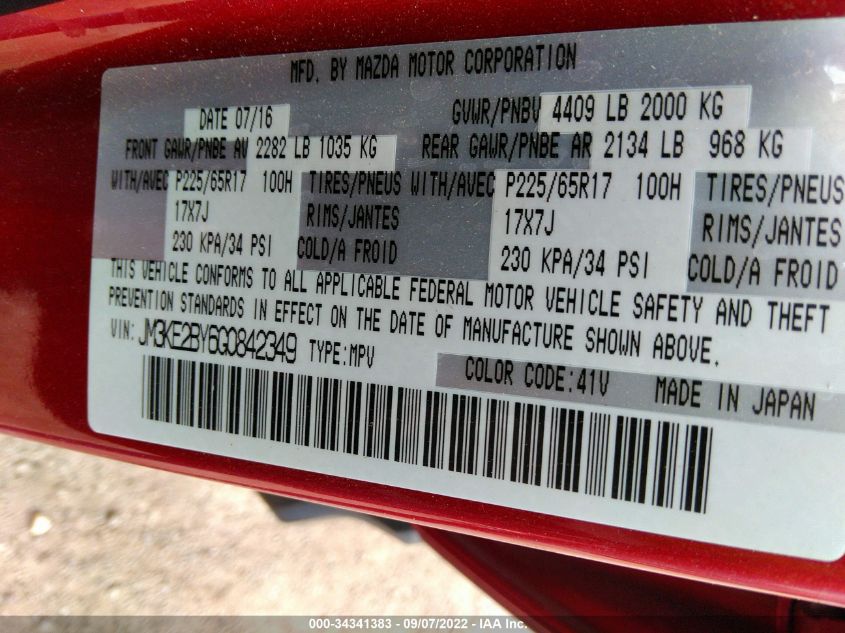 MFD. BY MAZDA MOTOR CORPORATION
DATE 07/16 GVWR/PNBV 4409 LB 2000 KG
FRONT GAWR/PNBE AV 2282 LB 1035 KG REAR GAWR/PNBE AR 2134 LB 968 KG
WITH/AVEC P225/65R17 100H TIRES/PNEUS WITH/AVEC P225/65R17 100H TIRES/PNEUS
17X7J RIMS/JANTES 17X7J RIMS/JANTES
230 KPA/34 PSI COLD/A FROID 230 KPA/34 PSI COLD/A FROID
THIS VEHICLE CONFORMS TO ALL APPLICABLE FEDERAL MOTOR VEHICLE SAFETY AND THEFT
PREVENTION STANDARDS IN EFFECT ON THE DATE OF MANUFACTURE SHOWN ABOVE.
VIN: JM3KE2BY6G0842349 TYPE:MPV
COLOR CODE:41V MADE IN JAPAN
000-34341383 - 09/07/2022 - IAA Inc.